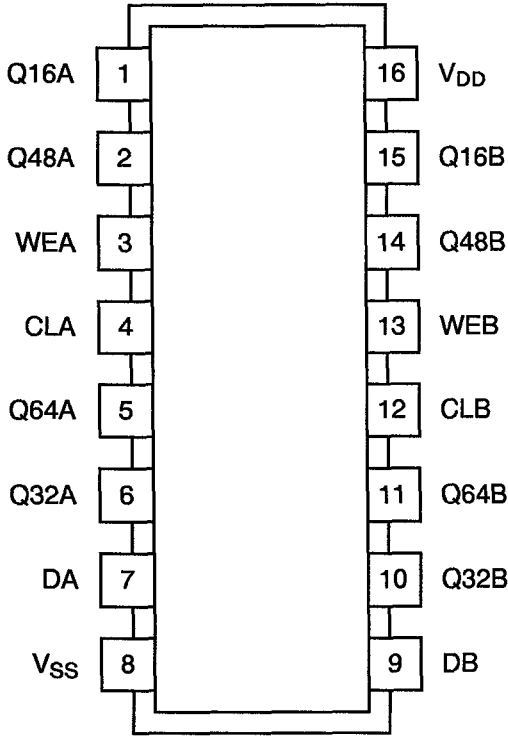 Q16A 1 16 VDD
Q48A 2 15 Q16B
WEA 3 14 Q48B
CLA 4 13 WEB
Q64A 5 12 CLB
Q32A 6 11 Q64B
DA 7 10 Q32B
VSS 8 9 DB